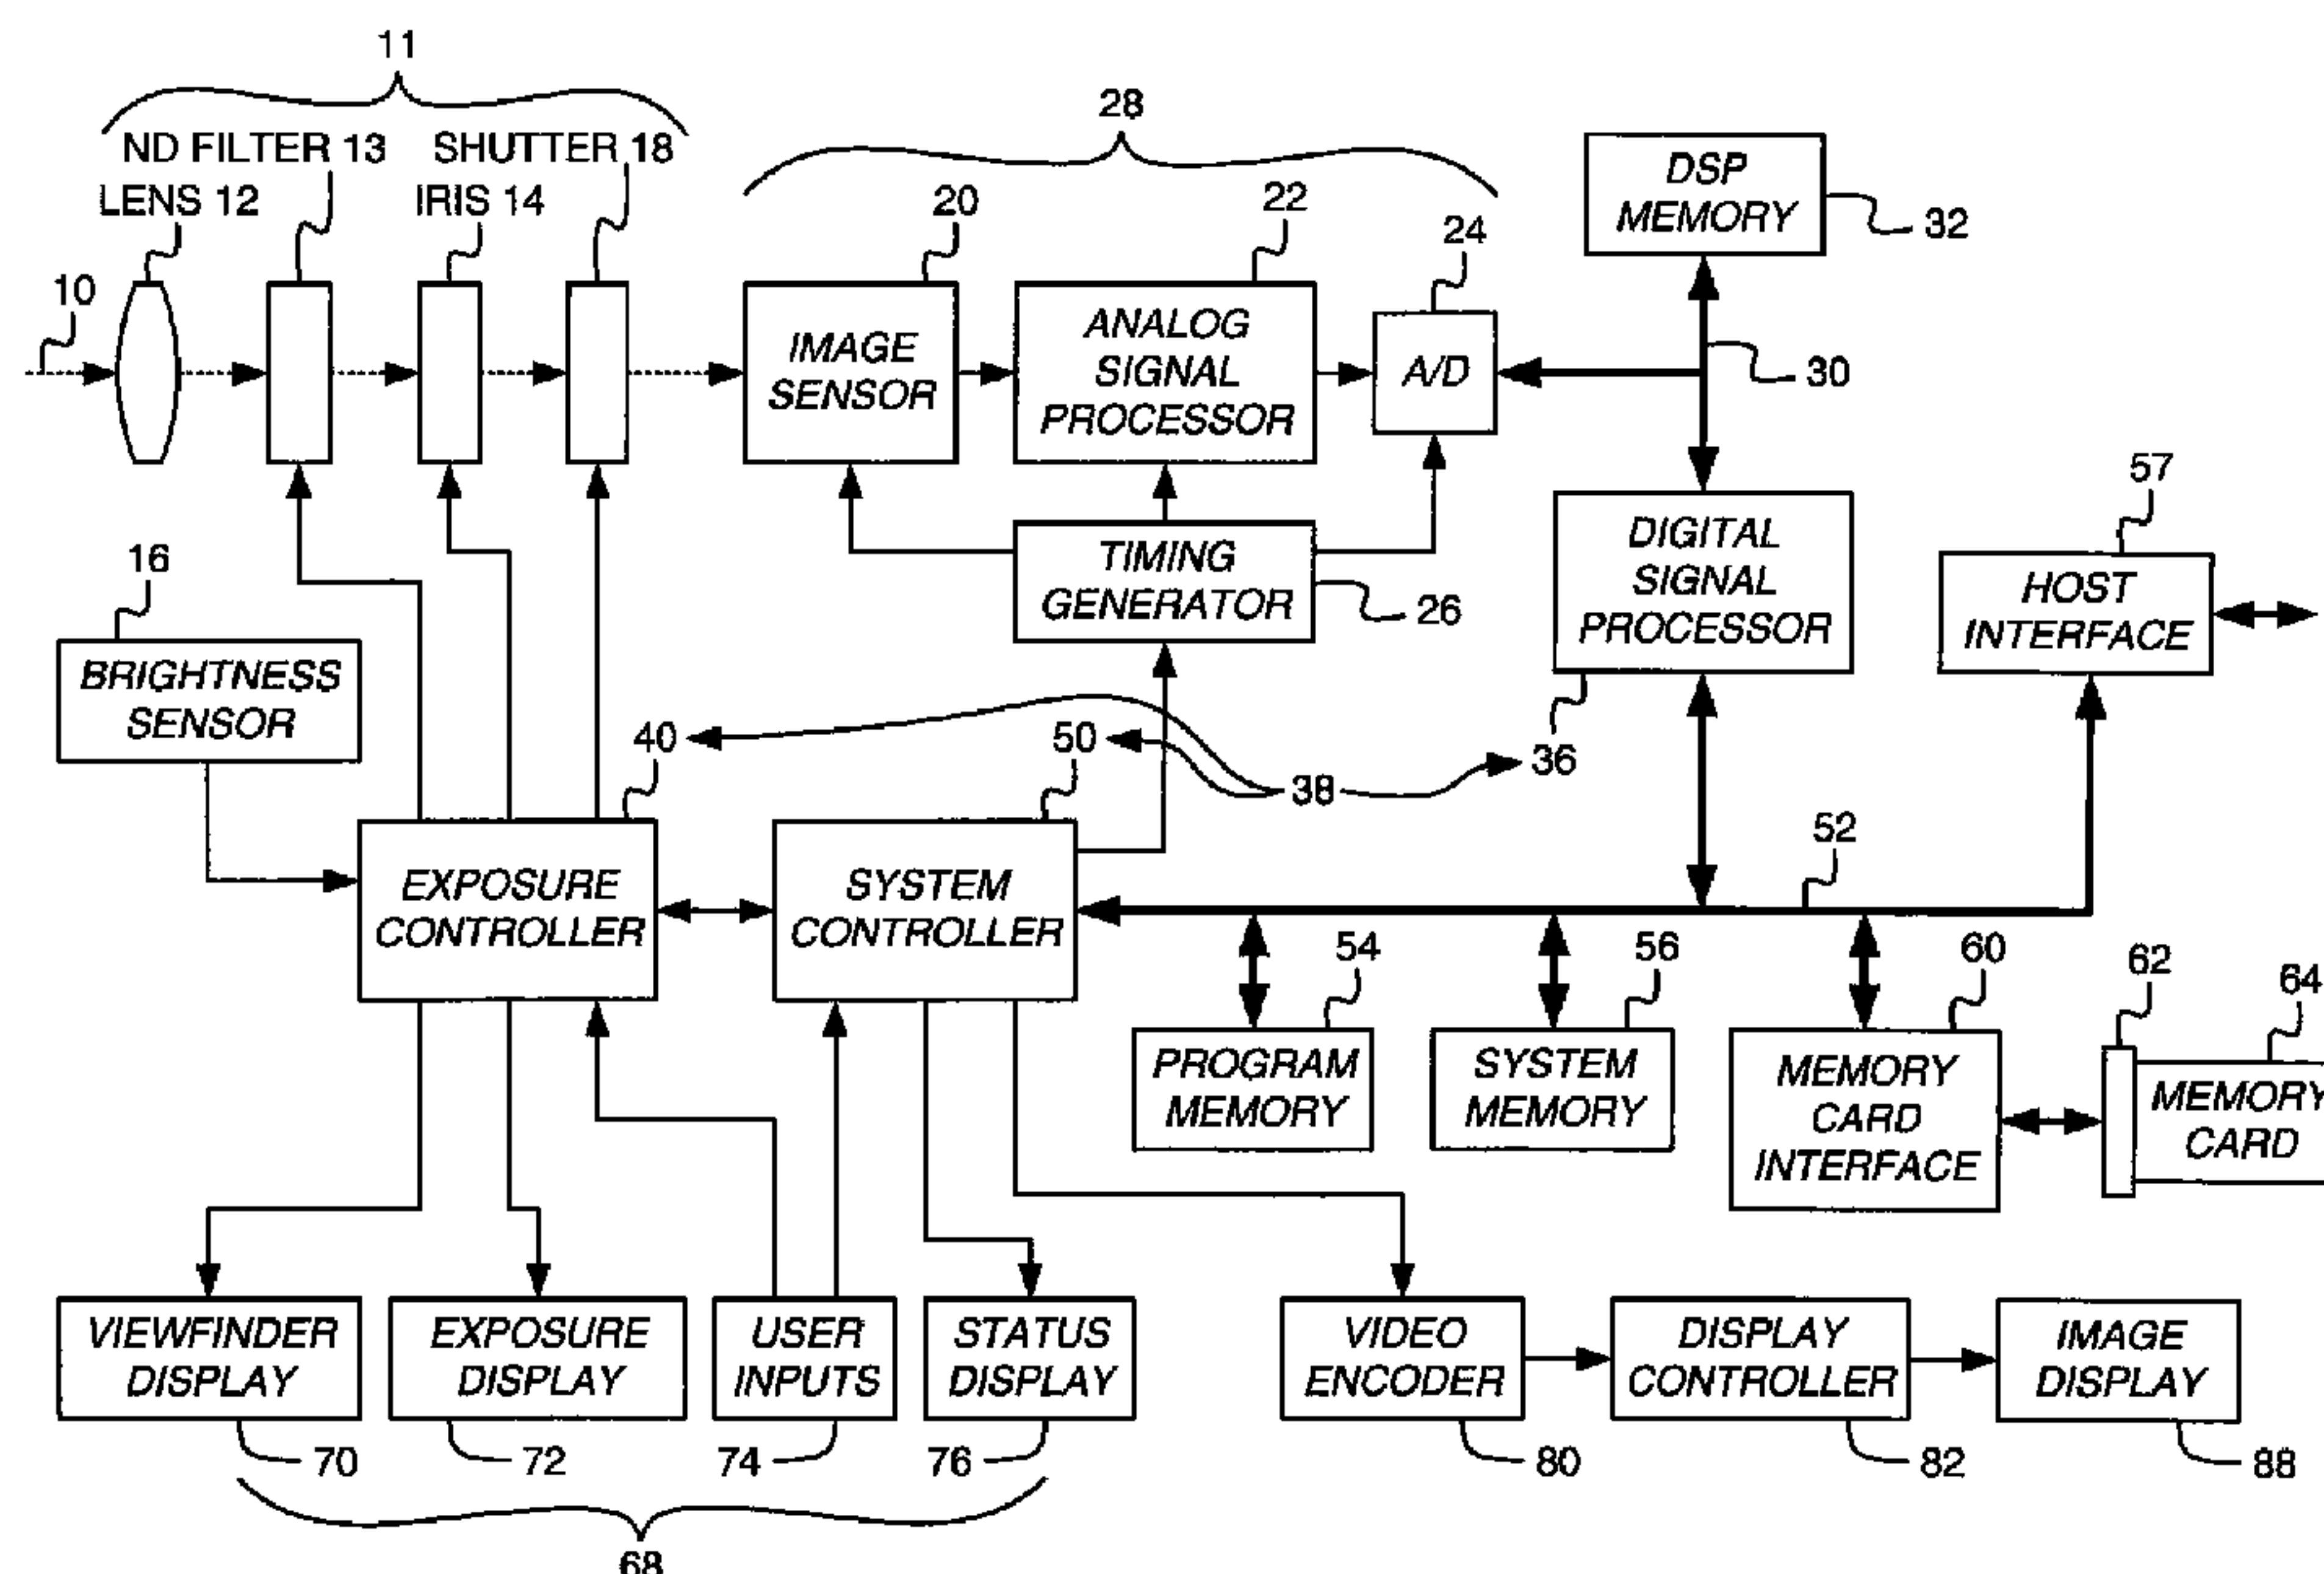 11
28
ND FILTER 13
SHUTTER 18
LENS 12
IRIS 14
10
20
22
24
DSP
MEMORY
32
30
IMAGE
SENSOR
ANALOG
SIGNAL
PROCESSOR
A/D
57
16
TIMING
GENERATOR
26
DIGITAL
SIGNAL
PROCESSOR
HOST
INTERFACE
BRIGHTNESS
SENSOR
40
50
38
36
52
EXPOSURE
CONTROLLER
SYSTEM
CONTROLLER
54
56
60
62
64
PROGRAM
MEMORY
SYSTEM
MEMORY
MEMORY
CARD
INTERFACE
MEMORY
CARD
VIEWFINDER
DISPLAY
EXPOSURE
DISPLAY
USER
INPUTS
STATUS
DISPLAY
VIDEO
ENCODER
DISPLAY
CONTROLLER
IMAGE
DISPLAY
70
72
74
76
80
82
88
68